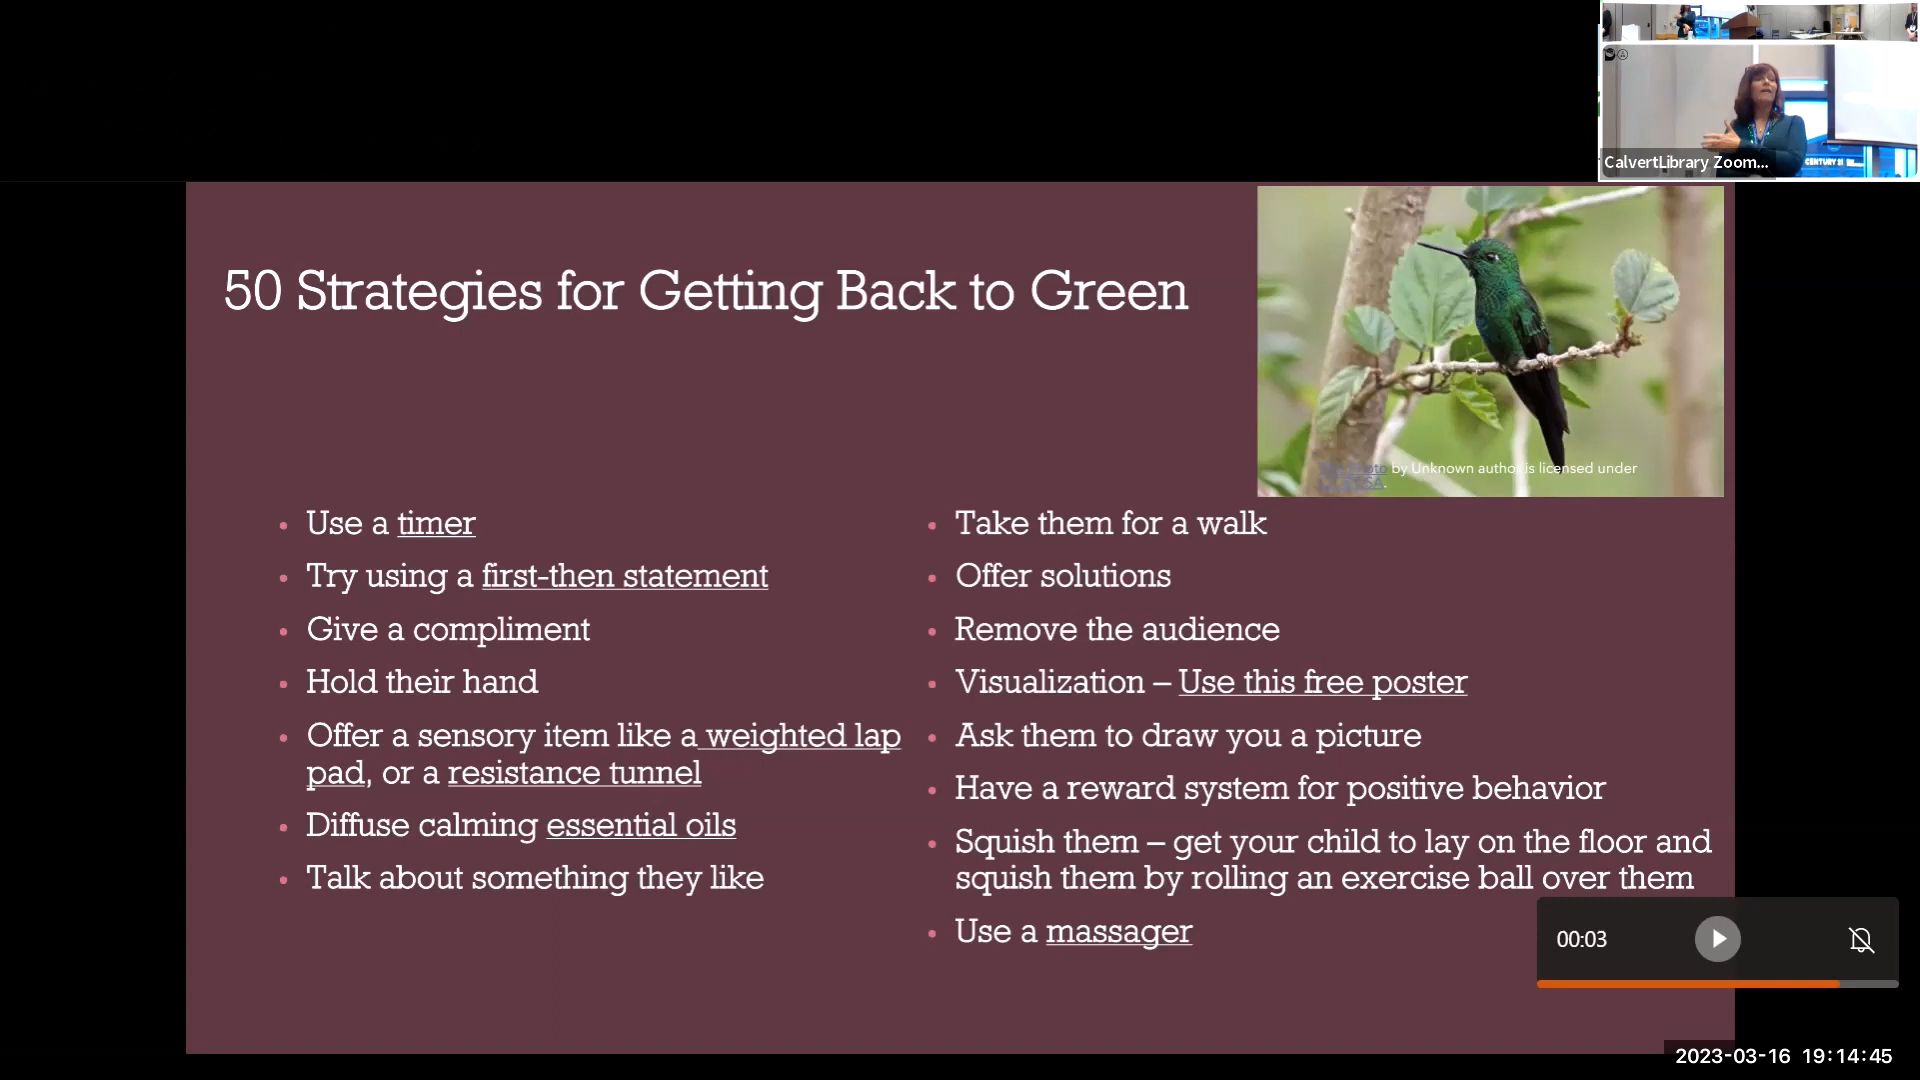 CalvertLibrary Zoom...
CENTURY 21
50 Strategies for Getting Back to Green
by Unknown author is licensed under
• Use a timer
• Try using a first-then statement
• Give a compliment
• Hold their hand
• Offer a sensory item like a weighted lap
pad, or a resistance tunnel
• Diffuse calming essential oils
• Talk about something they like
• Take them for a walk
• Offer solutions
• Remove the audience
• Visualization – Use this free poster
• Ask them to draw you a picture
• Have a reward system for positive behavior
• Squish them – get your child to lay on the floor and
squish them by rolling an exercise ball over them
• Use a massager
00:03
2023-03-16 19:14:45